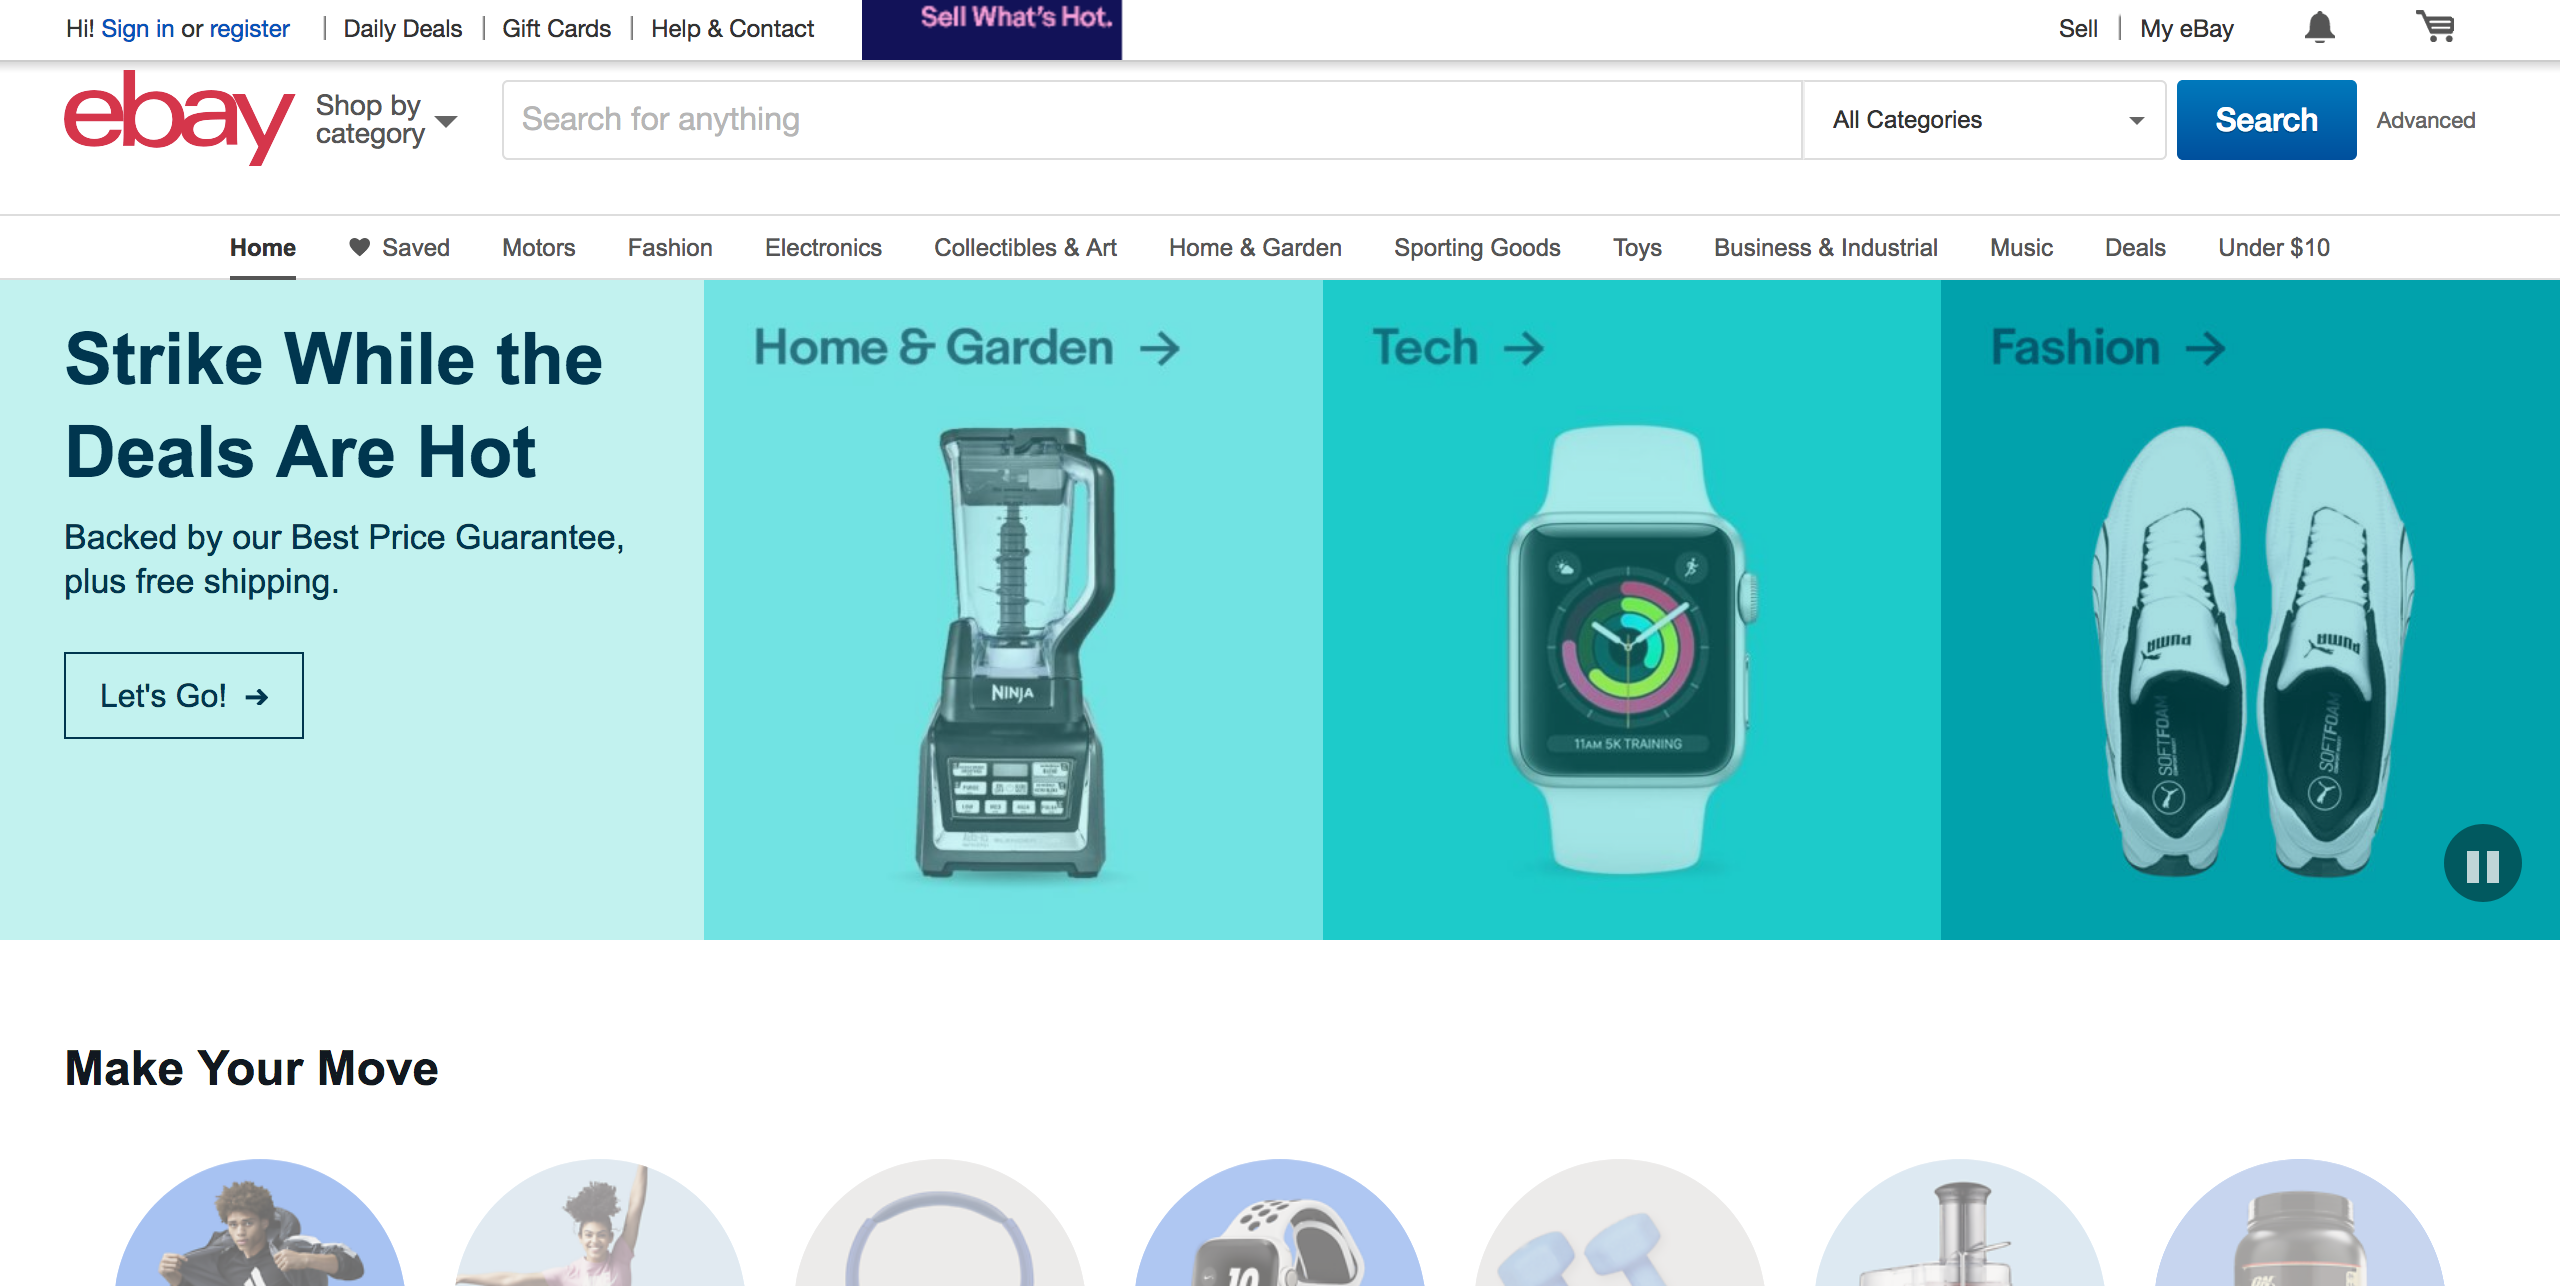 Hi! Sign in or register
Daily Deals
Gift Cards
Help & Contact
Sell What's Hot.
Sell
My eBay
ebay
Shop by
category
Search for anything
All Categories
Search
Advanced
Home
Saved
Motors
Fashion
Electronics
Collectibles & Art
Home & Garden
Sporting Goods
Toys
Business & Industrial
Music
Deals
Under $10
Strike While the
Deals Are Hot
Backed by our Best Price Guarantee,
plus free shipping.
Let's Go!
Home & Garden
NINJA
Tech
11AM 5K TRAINING
Fashion
PUMA
PUMA
SOFTFOAM
SOFTFOAM
Make Your Move
10
ON